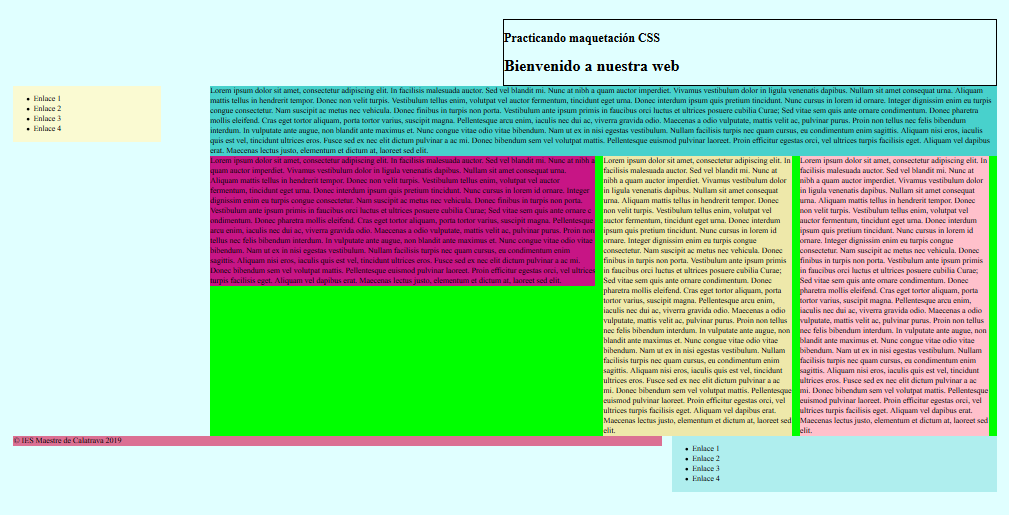 Practicando maquetación CSS
Bienvenido a nuestra web
Enlace 1
Enlace 2
Enlace 3
Enlace 4
Lorem ipsum dolor sit amet, consectetur adipiscing elit. In facilisis malesuada auctor. Sed vel blandit mi. Nunc at nibh a quam auctor imperdiet. Vivamus vestibulum dolor in ligula venenatis dapibus. Nullam sit amet consequat urna. Aliquam
mattis tellus in hendrerit tempor. Donec non velit turpis. Vestibulum tellus enim, volutpat vel auctor fermentum, tincidunt eget urna. Donec interdum ipsum quis pretium tincidunt. Nunc cursus in lorem id ornare. Integer dignissim enim eu turpis
congue consectetur. Nam suscipit ac metus nec vehicula. Donec finibus in turpis non porta. Vestibulum ante ipsum primis in faucibus orci luctus et ultrices posuere cubilia Curae; Sed vitae sem quis ante ornare condimentum. Donec pharetra
mollis eleifend. Cras eget tortor aliquam, porta tortor varius, suscipit magna. Pellentesque arcu enim, iaculis nec dui ac, viverra gravida odio. Maecenas a odio vulputate, mattis velit ac, pulvinar purus. Proin non tellus nec felis bibendum
interdum. In vulputate ante augue, non blandit ante maximus et. Nunc congue vitae odio vitae bibendum. Nam ut ex in nisi egestas vestibulum. Nullam facilisis turpis nec quam cursus, eu condimentum enim sagittis. Aliquam nisi eros, iaculis
quis est vel, tincidunt ultrices eros. Fusce sed ex nec elit dictum pulvinar a ac mi. Donec bibendum sem vel volutpat mattis. Pellentesque euismod pulvinar laoreet. Proin efficitur egestas orci, vel ultrices turpis facilisis eget. Aliquam vel dapibus
erat. Maecenas lectus justo, elementum et dictum at, laoreet sed elit.
Lorem ipsum dolor sit amet, consectetur adipiscing elit. In facilisis malesuada auctor. Sed vel blandit mi. Nunc at nibh a
quam auctor imperdiet. Vivamus vestibulum dolor in ligula venenatis dapibus. Nullam sit amet consequat urna.
Aliquam mattis tellus in hendrerit tempor. Donec non velit turpis. Vestibulum tellus enim, volutpat vel auctor
fermentum, tincidunt eget urna. Donec interdum ipsum quis pretium tincidunt. Nunc cursus in lorem id ornare. Integer
dignissim enim eu turpis congue consectetur. Nam suscipit ac metus nec vehicula. Donec finibus in turpis non porta.
Vestibulum ante ipsum primis in faucibus orci luctus et ultrices posuere cubilia Curae; Sed vitae sem quis ante ornare c
ondimentum. Donec pharetra mollis eleifend. Cras eget tortor aliquam, porta tortor varius, suscipit magna. Pellentesque
arcu enim, iaculis nec dui ac, viverra gravida odio. Maecenas a odio vulputate, mattis velit ac, pulvinar purus. Proin non
tellus nec felis bibendum interdum. In vulputate ante augue, non blandit ante maximus et. Nunc congue vitae odio vitae
bibendum. Nam ut ex in nisi egestas vestibulum. Nullam facilisis turpis nec quam cursus, eu condimentum enim
sagittis. Aliquam nisi eros, iaculis quis est vel, tincidunt ultrices eros. Fusce sed ex nec elit dictum pulvinar a ac mi.
Donec bibendum sem vel volutpat mattis. Pellentesque euismod pulvinar laoreet. Proin efficitur egestas orci, vel ultrices
turpis facilisis eget. Aliquam vel dapibus erat. Maecenas lectus justo, elementum et dictum at, laoreet sed elit.
Lorem ipsum dolor sit amet, consectetur adipiscing elit. In
facilisis malesuada auctor. Sed vel blandit mi. Nunc at
nibh a quam auctor imperdiet. Vivamus vestibulum dolor
in ligula venenatis dapibus. Nullam sit amet consequat
urna. Aliquam mattis tellus in hendrerit tempor. Donec
non velit turpis. Vestibulum tellus enim, volutpat vel
auctor fermentum, tincidunt eget urna. Donec interdum
ipsum quis pretium tincidunt. Nunc cursus in lorem id
ornare. Integer dignissim enim eu turpis congue
consectetur. Nam suscipit ac metus nec vehicula. Donec
finibus in turpis non porta. Vestibulum ante ipsum primis
in faucibus orci luctus et ultrices posuere cubilia Curae;
Sed vitae sem quis ante ornare condimentum. Donec
pharetra mollis eleifend. Cras eget tortor aliquam, porta
tortor varius, suscipit magna. Pellentesque arcu enim,
iaculis nec dui ac, viverra gravida odio. Maecenas a odio
vulputate, mattis velit ac, pulvinar purus. Proin non tellus
nec felis bibendum interdum. In vulputate ante augue, non
blandit ante maximus et. Nunc congue vitae odio vitae
bibendum. Nam ut ex in nisi egestas vestibulum. Nullam
facilisis turpis nec quam cursus, eu condimentum enim
sagittis. Aliquam nisi eros, iaculis quis est vel, tincidunt
ultrices eros. Fusce sed ex nec elit dictum pulvinar a ac
mi. Donec bibendum sem vel volutpat mattis. Pellentesque
euismod pulvinar laoreet. Proin efficitur egestas orci, vel
ultrices turpis facilisis eget. Aliquam vel dapibus erat.
Maecenas lectus justo, elementum et dictum at, laoreet sed
elit.
Lorem ipsum dolor sit amet, consectetur adipiscing elit. In
facilisis malesuada auctor. Sed vel blandit mi. Nunc at
nibh a quam auctor imperdiet. Vivamus vestibulum dolor
in ligula venenatis dapibus. Nullam sit amet consequat
urna. Aliquam mattis tellus in hendrerit tempor. Donec
non velit turpis. Vestibulum tellus enim, volutpat vel
auctor fermentum, tincidunt eget urna. Donec interdum
ipsum quis pretium tincidunt. Nunc cursus in lorem id
ornare. Integer dignissim enim eu turpis congue
consectetur. Nam suscipit ac metus nec vehicula. Donec
finibus in turpis non porta. Vestibulum ante ipsum primis
in faucibus orci luctus et ultrices posuere cubilia Curae;
Sed vitae sem quis ante ornare condimentum. Donec
pharetra mollis eleifend. Cras eget tortor aliquam, porta
tortor varius, suscipit magna. Pellentesque arcu enim,
iaculis nec dui ac, viverra gravida odio. Maecenas a odio
vulputate, mattis velit ac, pulvinar purus. Proin non tellus
nec felis bibendum interdum. In vulputate ante augue, non
blandit ante maximus et. Nunc congue vitae odio vitae
bibendum. Nam ut ex in nisi egestas vestibulum. Nullam
facilisis turpis nec quam cursus, eu condimentum enim
sagittis. Aliquam nisi eros, iaculis quis est vel, tincidunt
ultrices eros. Fusce sed ex nec elit dictum pulvinar a ac
mi. Donec bibendum sem vel volutpat mattis. Pellentesque
euismod pulvinar laoreet. Proin efficitur egestas orci, vel
ultrices turpis facilisis eget. Aliquam vel dapibus erat.
Maecenas lectus justo, elementum et dictum at, laoreet sed
elit.
© IES Maestre de Calatrava 2019
Enlace 1
Enlace 2
Enlace 3
Enlace 4